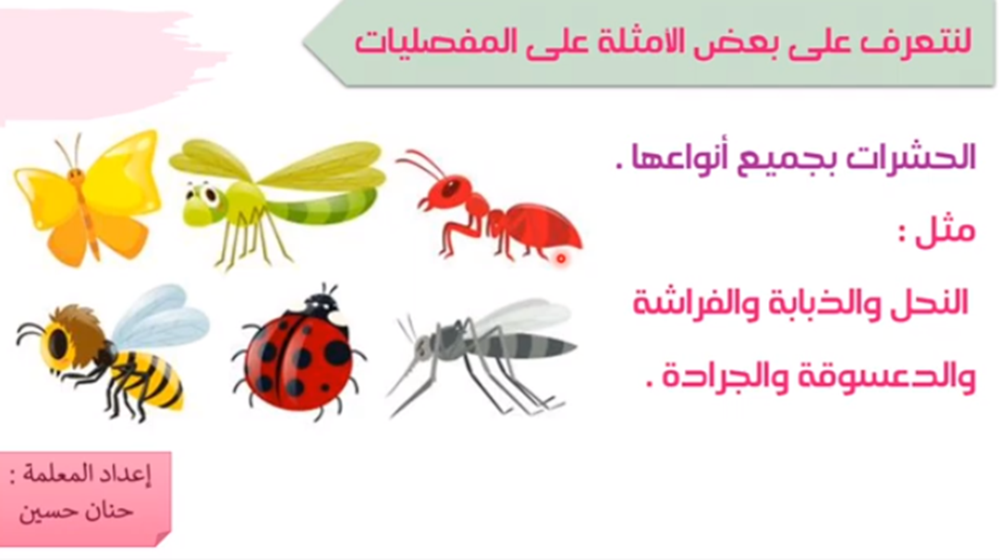 لنتعرف على بعض الأمثلة على المفصليات
الحشرات بجميع أنواعها .
مثل :
النحل والذبابة والفراشة
والدعسوقة والجرادة .
إعداد المعلمة :
حنان حسين